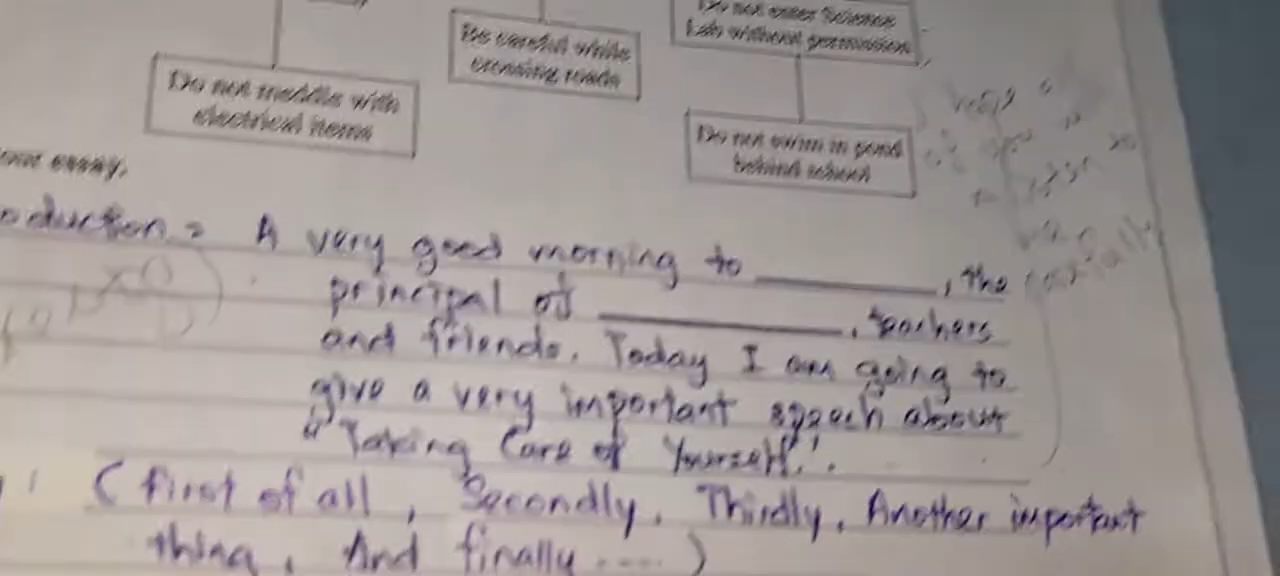 Do not enter Science
Lab without permission
Be careful while
crossing roads
Do not meddle with
electrical items
Do not swim in pond
behind school
essay.
oduction = A very good morning to ________, the
principal of ________, teachers
and friends. Today I am going to
give a very important speech about
"Taking Care of Yourself".
(First of all, Secondly, Thirdly, Another important
thing, And finally ....)